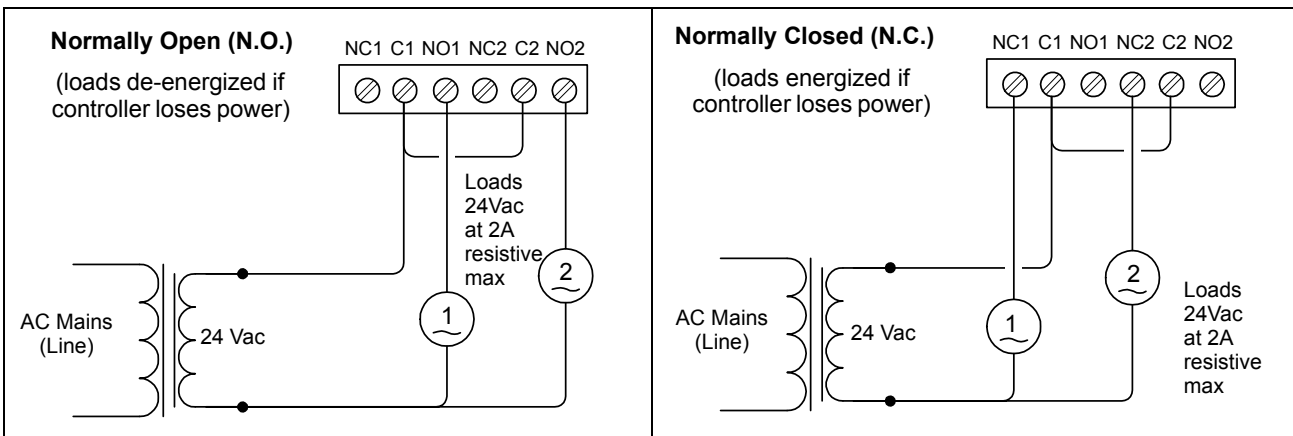 Normally Open (N.O.)
(loads de-energized if
controller loses power)
NC1 C1 NO1 NC2 C2 NO2
Loads
24Vac
at 2A
resistive
max
1
2
AC Mains
(Line)
24 Vac
Normally Closed (N.C.)
(loads energized if
controller loses power)
NC1 C1 NO1 NC2 C2 NO2
1
2
Loads
24Vac
at 2A
resistive
max
AC Mains
(Line)
24 Vac